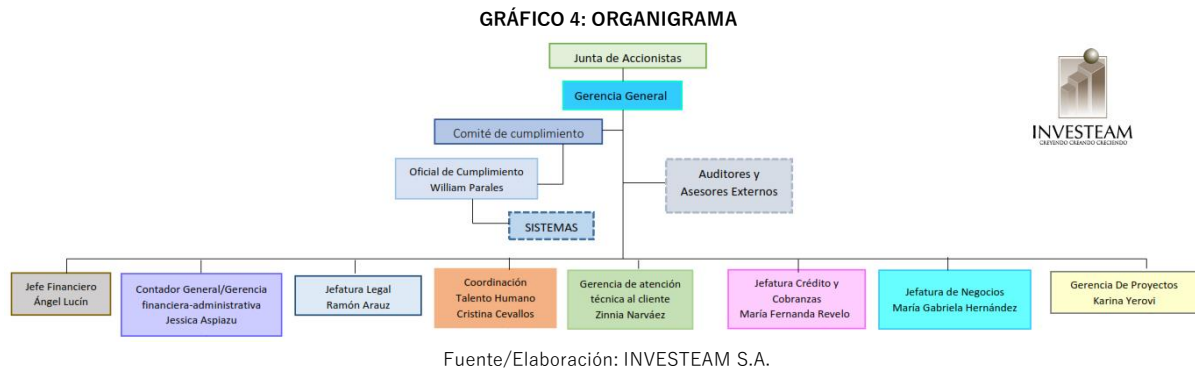 GRÁFICO 4: ORGANIGRAMA
Junta de Accionistas
Gerencia General
INVESTEAM
CREYENDO CREANDO CRECIENDO
Comité de cumplimiento
Oficial de Cumplimiento
William Parales
Auditores y
Asesores Externos
SISTEMAS
Jefe Financiero
Ángel Lucín
Contador General/Gerencia
financiera-administrativa
Jessica Aspiazu
Jefatura Legal
Ramón Arauz
Coordinación
Talento Humano
Cristina Cevallos
Gerencia de atención
técnica al cliente
Zinnia Narváez
Jefatura Crédito y
Cobranzas
María Fernanda Revelo
Jefatura de Negocios
María Gabriela Hernández
Gerencia De Proyectos
Karina Yerovi
Fuente/Elaboración: INVESTEAM S.A.